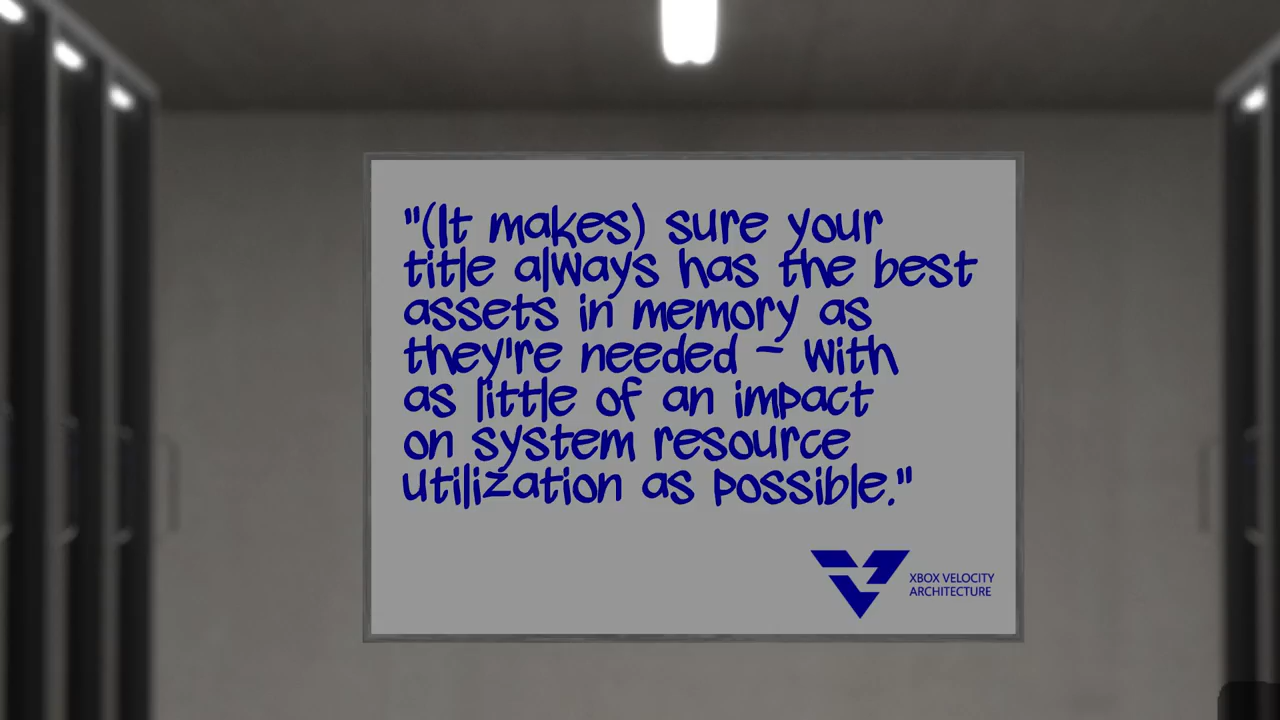 "(It makes) sure your
title always has the best
assets in memory as
they're needed – with
as little of an impact
on system resource
utilization as possible."
XBOX VELOCITY
ARCHITECTURE